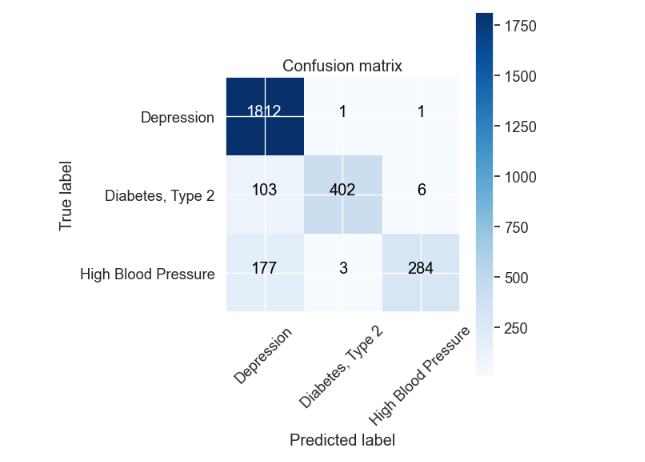 Confusion matrix
True label
Depression 1812 1 1
Diabetes, Type 2 103 402 6
High Blood Pressure 177 3 284
Depression
Diabetes, Type 2
High Blood Pressure
Predicted label
1750
1500
1250
1000
750
500
250